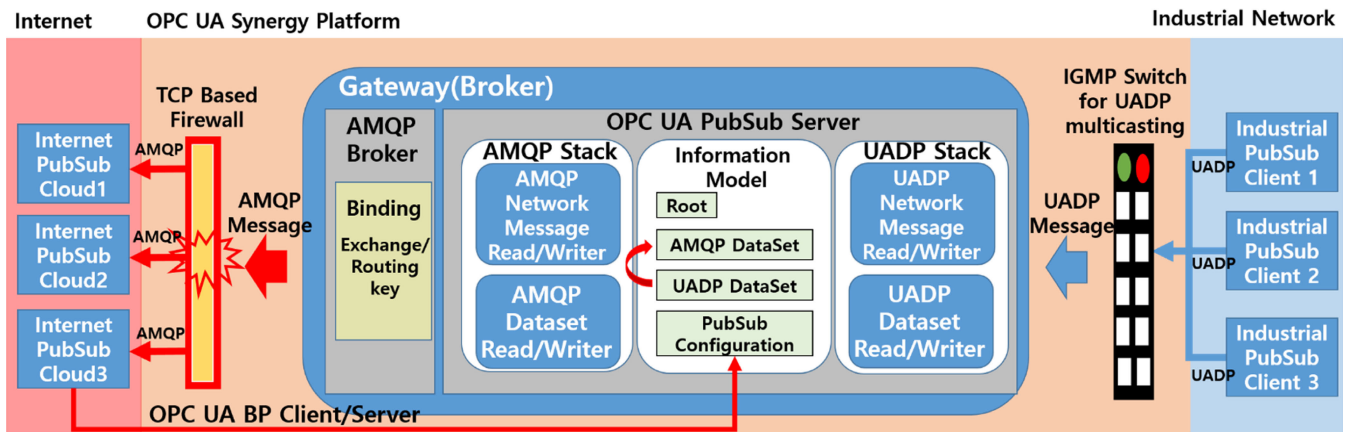 Internet
OPC UA Synergy Platform
Industrial Network
TCP Based
Firewall
Internet
PubSub
Cloud1
AMQP
Internet
PubSub
Cloud2
AMQP
Internet
PubSub
Cloud3
AMQP
AMQP
Message
OPC UA BP Client/Server
Gateway(Broker)
AMQP
Broker
Binding
Exchange/
Routing
key
OPC UA PubSub Server
AMQP Stack
AMQP
Network
Message
Read/Writer
AMQP
Dataset
Read/Writer
Information
Model
Root
AMQP DataSet
UADP DataSet
PubSub
Configuration
UADP Stack
UADP
Network
Message
Read/Writer
UADP
Dataset
Read/Writer
UADP
Message
IGMP Switch
for UADP
multicasting
UADP
Industrial
PubSub
Client 1
UADP
Industrial
PubSub
Client 2
UADP
Industrial
PubSub
Client 3